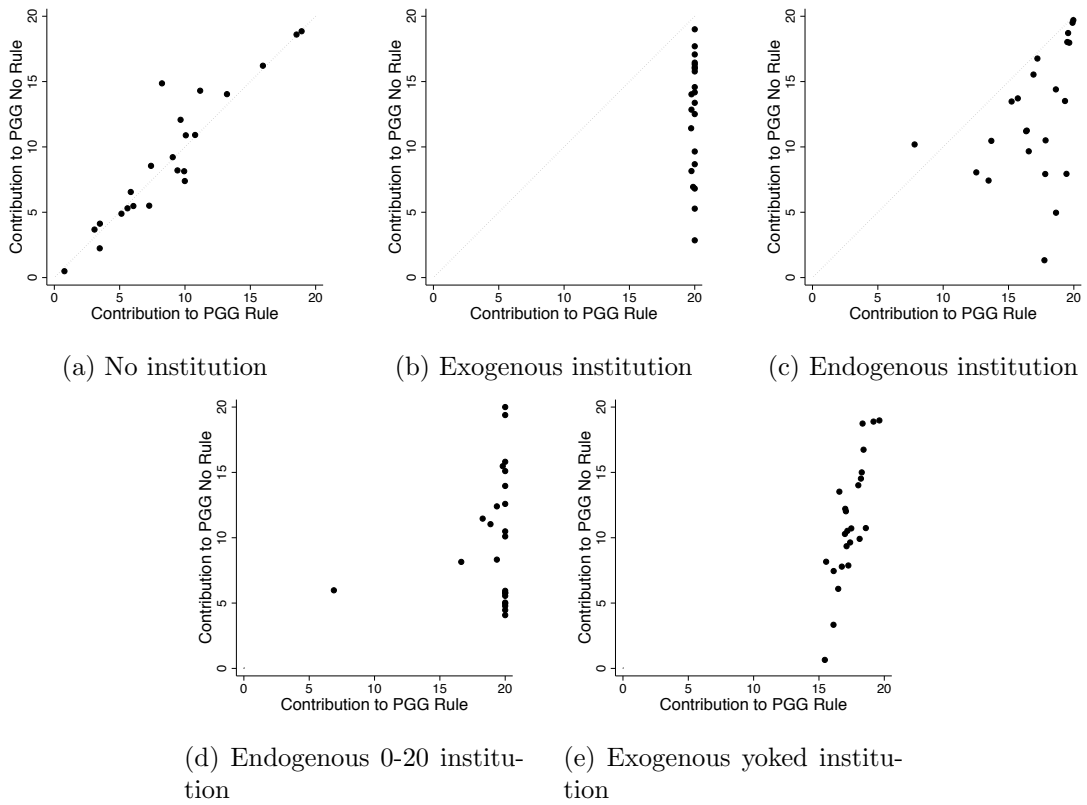 Contribution to PGG No Rule
0 5 10 15 20
0 5 10 15 20
Contribution to PGG Rule
(a) No institution
Contribution to PGG No Rule
0 5 10 15 20
0 5 10 15 20
Contribution to PGG Rule
(b) Exogenous institution
Contribution to PGG No Rule
0 5 10 15 20
0 5 10 15 20
Contribution to PGG Rule
(c) Endogenous institution
Contribution to PGG No Rule
0 5 10 15 20
0 5 10 15 20
Contribution to PGG Rule
(d) Endogenous 0-20 institu-
tion
Contribution to PGG No Rule
0 5 10 15 20
0 5 10 15 20
Contribution to PGG Rule
(e) Exogenous yoked institu-
tion